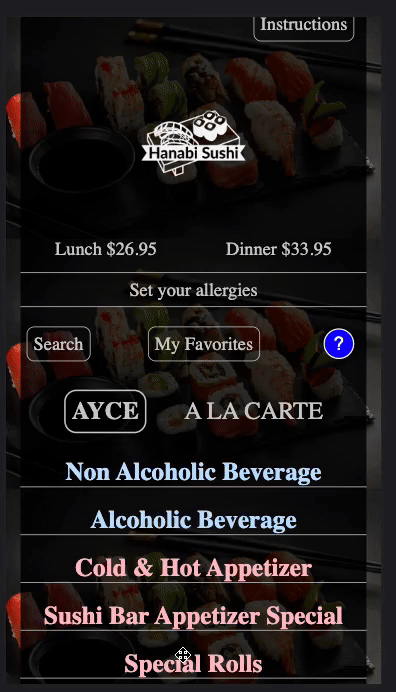 Instructions
Hanabi Sushi
Lunch $26.95 Dinner $33.95
Set your allergies
Search My Favorites ?
AYCE A LA CARTE
Non Alcoholic Beverage
Alcoholic Beverage
Cold & Hot Appetizer
Sushi Bar Appetizer Special
Special Rolls